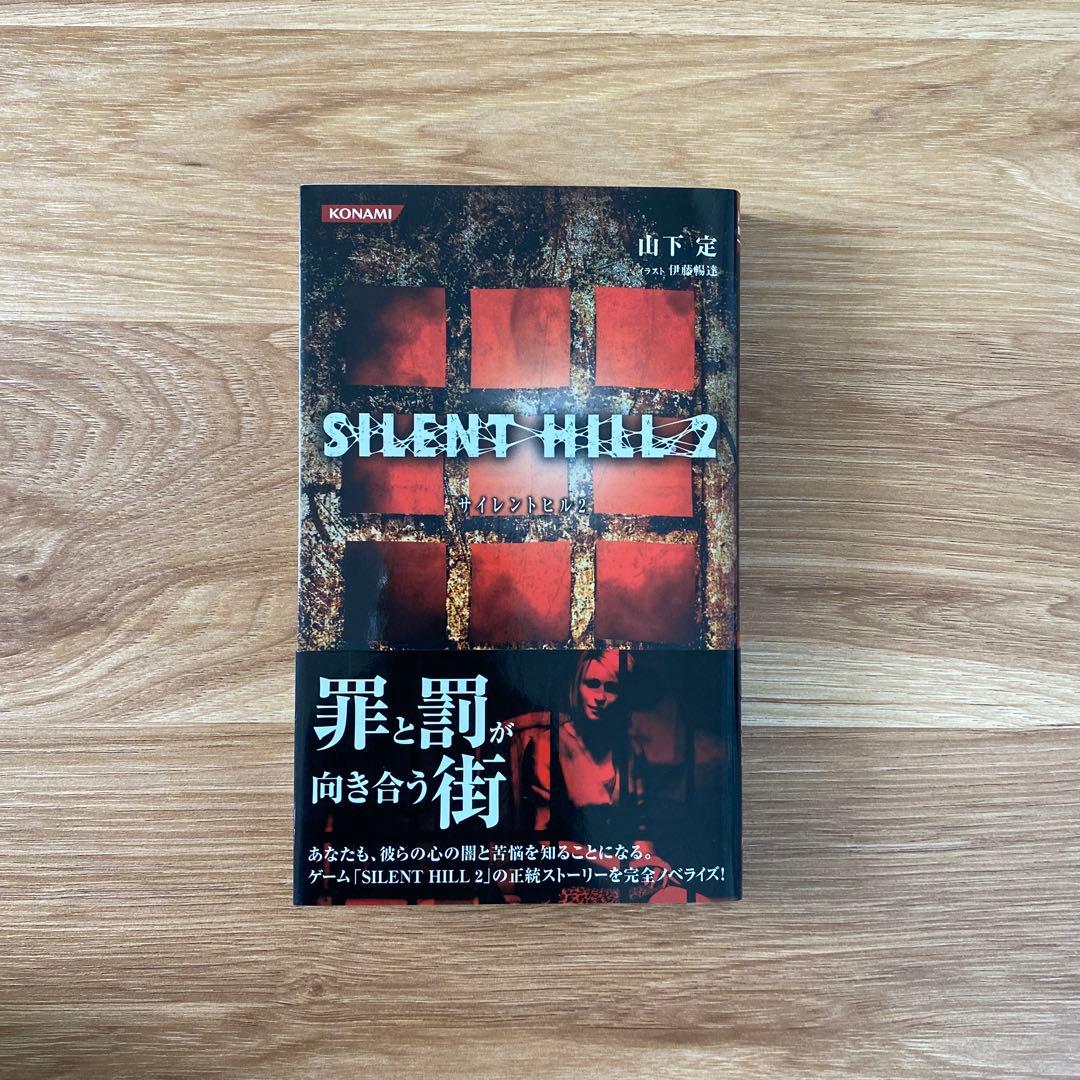 KONAMI
山下 定
イラスト 伊藤暢達
SILENT HILL 2
サイレントヒル2
罪と罰が
向き合う街
あなたも、彼らの心の闇と苦悩を知ることになる。
ゲーム「SILENT HILL 2」の正統ストーリーを完全ノベライズ!